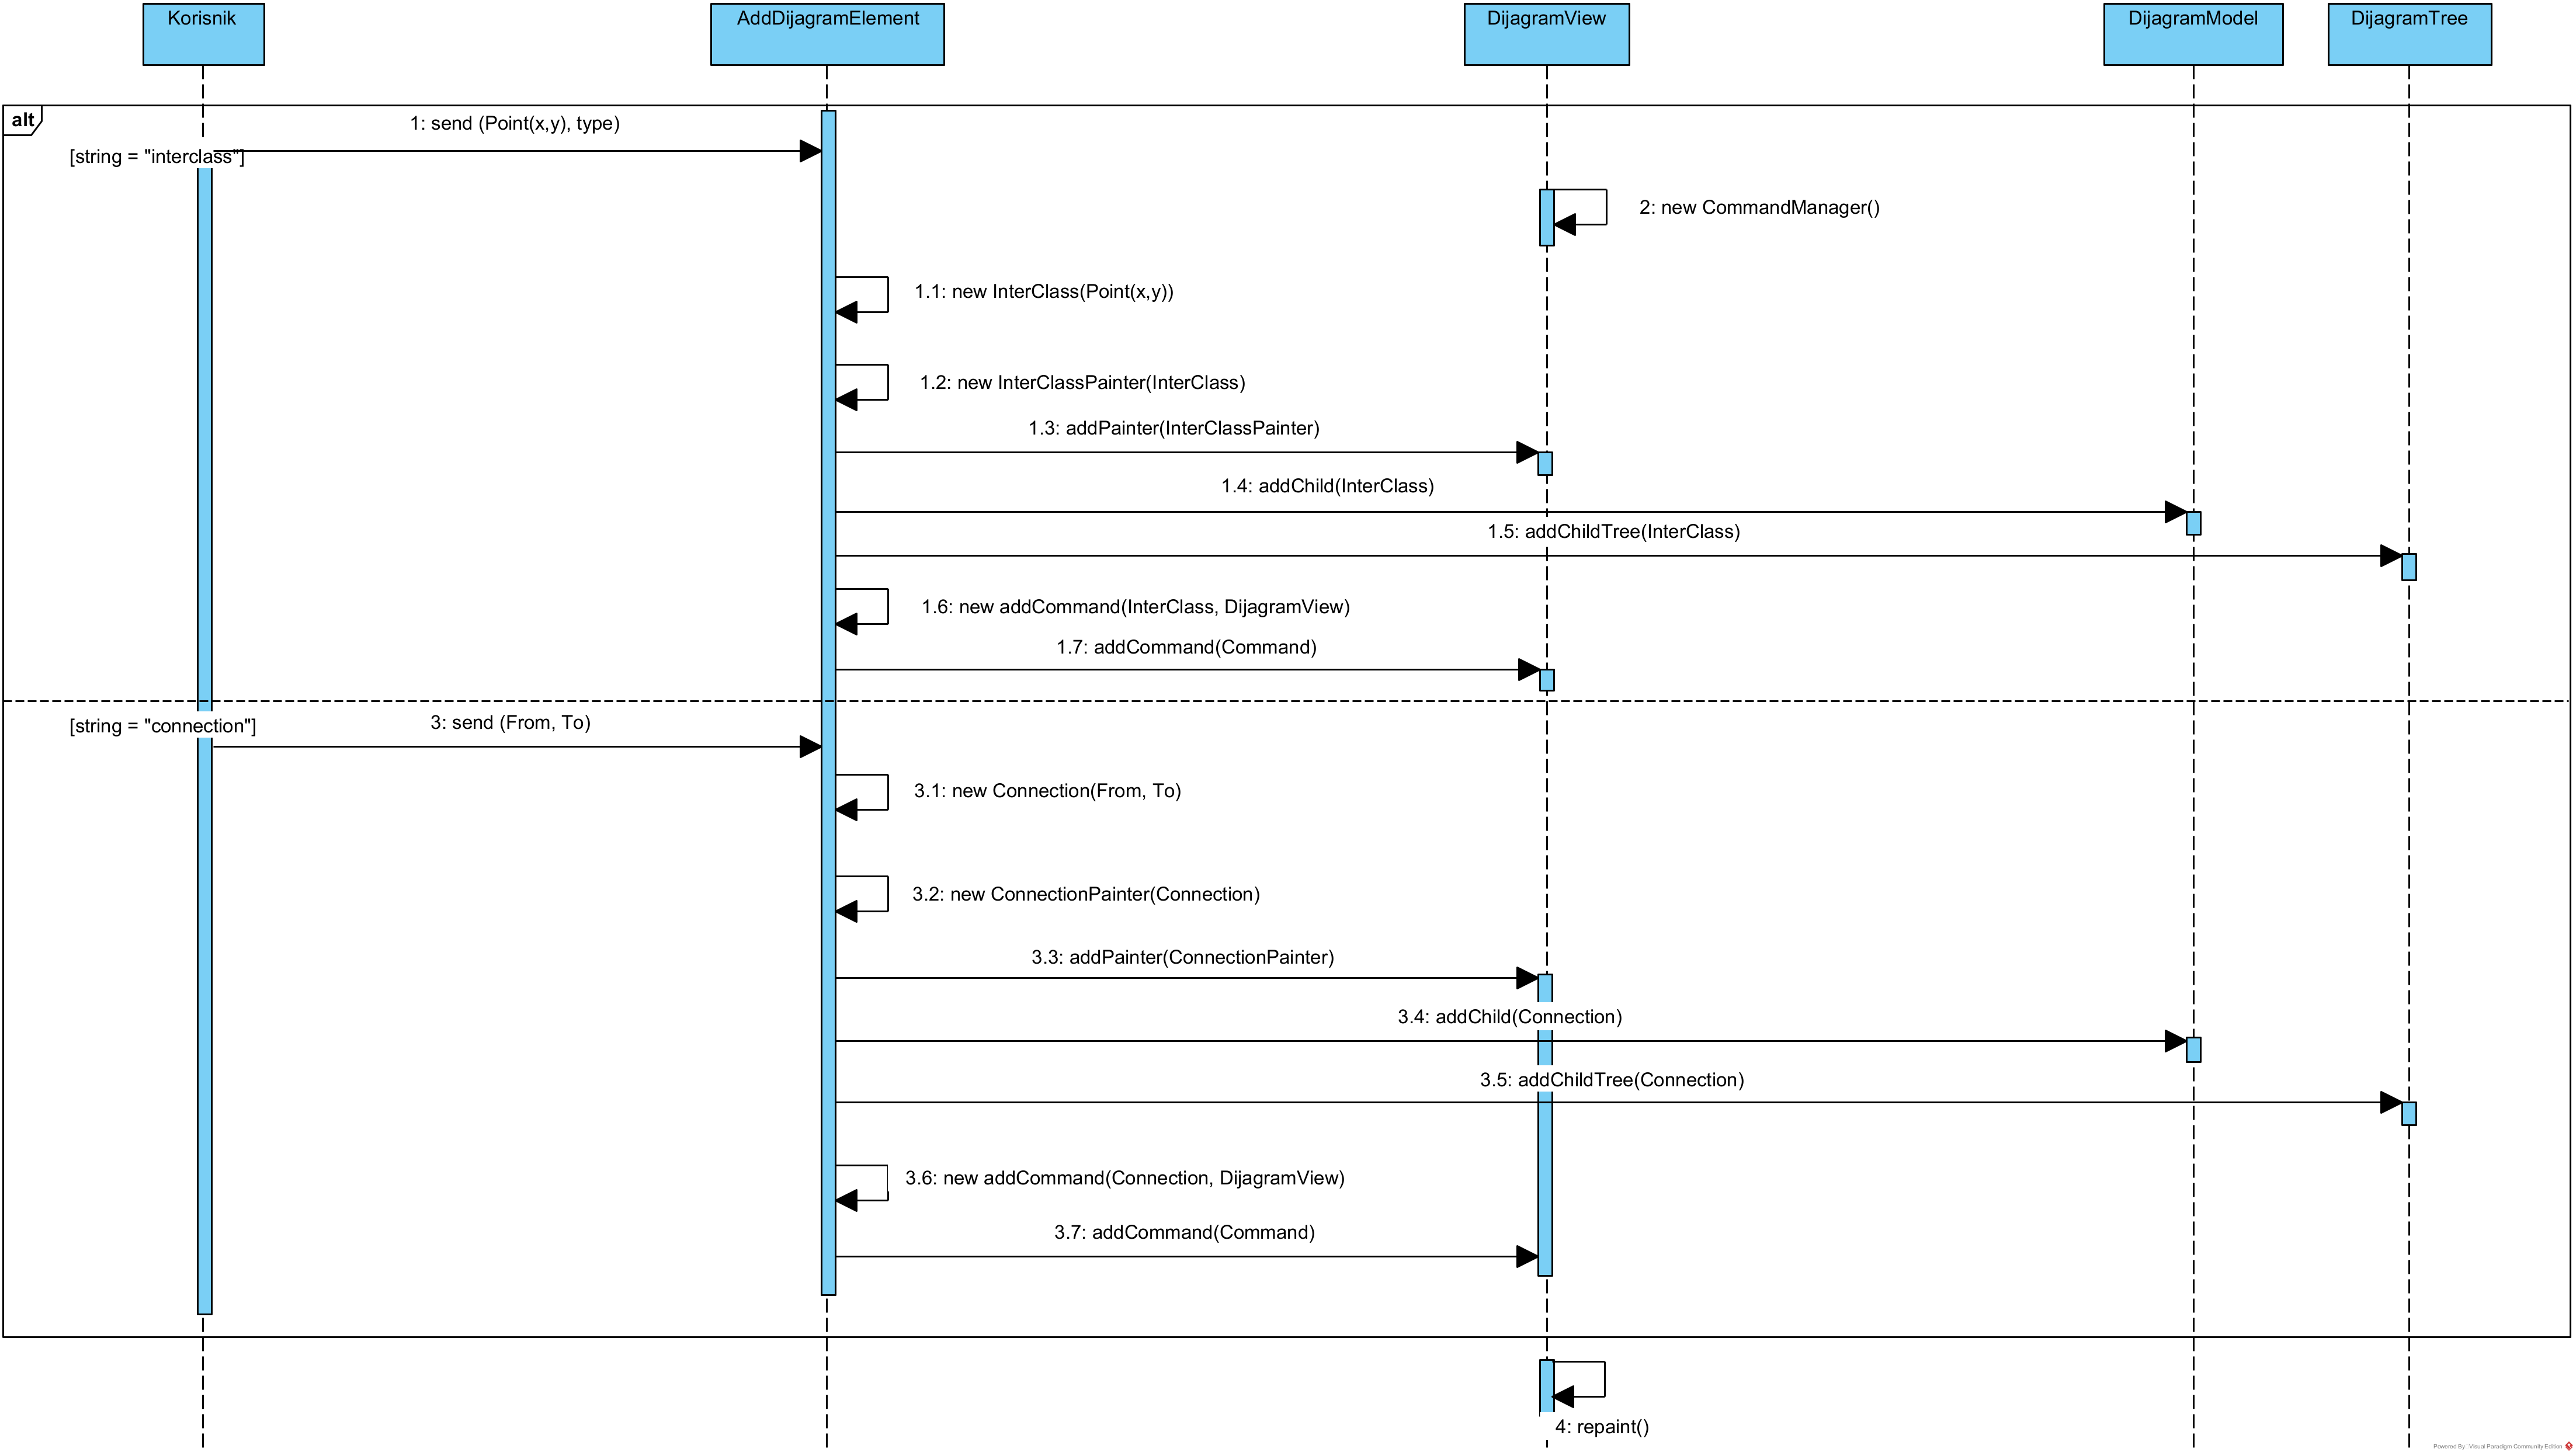 Korisnik
AddDijagramElement
DijagramView
DijagramModel
DijagramTree
alt
1: send (Point(x,y), type)
[string = "interclass"]
2: new CommandManager()
1.1: new InterClass(Point(x,y))
1.2: new InterClassPainter(InterClass)
1.3: addPainter(InterClassPainter)
1.4: addChild(InterClass)
1.5: addChildTree(InterClass)
1.6: new addCommand(InterClass, DijagramView)
1.7: addCommand(Command)
[string = "connection"]
3: send (From, To)
3.1: new Connection(From, To)
3.2: new ConnectionPainter(Connection)
3.3: addPainter(ConnectionPainter)
3.4: addChild(Connection)
3.5: addChildTree(Connection)
3.6: new addCommand(Connection, DijagramView)
3.7: addCommand(Command)
4: repaint()
Powered By: Visual Paradigm Community Edition